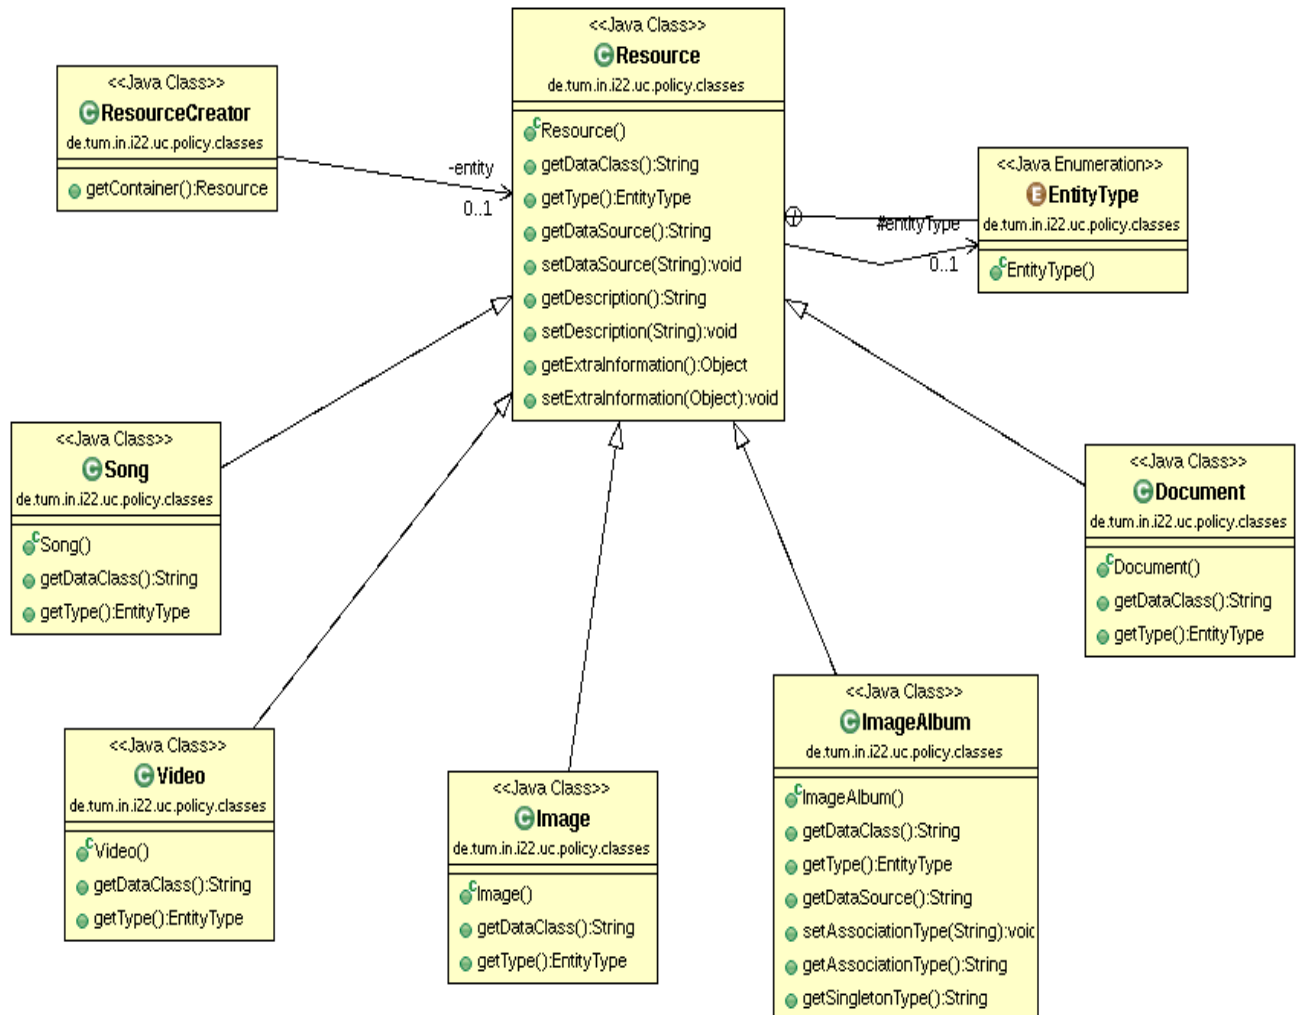 <<Java Class>>
Resource
de.tum.in.i22.uc.policy.classes
Resource()
getDataClass():String
getType():EntityType
getDataSource():String
setDataSource(String):void
getDescription():String
setDescription(String):void
getExtraInformation():Object
setExtraInformation(Object):void
<<Java Class>>
ResourceCreator
de.tum.in.i22.uc.policy.classes
getContainer():Resource
-entity
0..1
<<Java Enumeration>>
EntityType
de.tum.in.i22.uc.policy.classes
EntityType()
#entityType
0..1
<<Java Class>>
Song
de.tum.in.i22.uc.policy.classes
Song()
getDataClass():String
getType():EntityType
<<Java Class>>
Document
de.tum.in.i22.uc.policy.classes
Document()
getDataClass():String
getType():EntityType
<<Java Class>>
Video
de.tum.in.i22.uc.policy.classes
Video()
getDataClass():String
getType():EntityType
<<Java Class>>
Image
de.tum.in.i22.uc.policy.classes
Image()
getDataClass():String
getType():EntityType
<<Java Class>>
ImageAlbum
de.tum.in.i22.uc.policy.classes
ImageAlbum()
getDataClass():String
getType():EntityType
getDataSource():String
setAssociationType(String):void
getAssociationType():String
getSingletonType():String